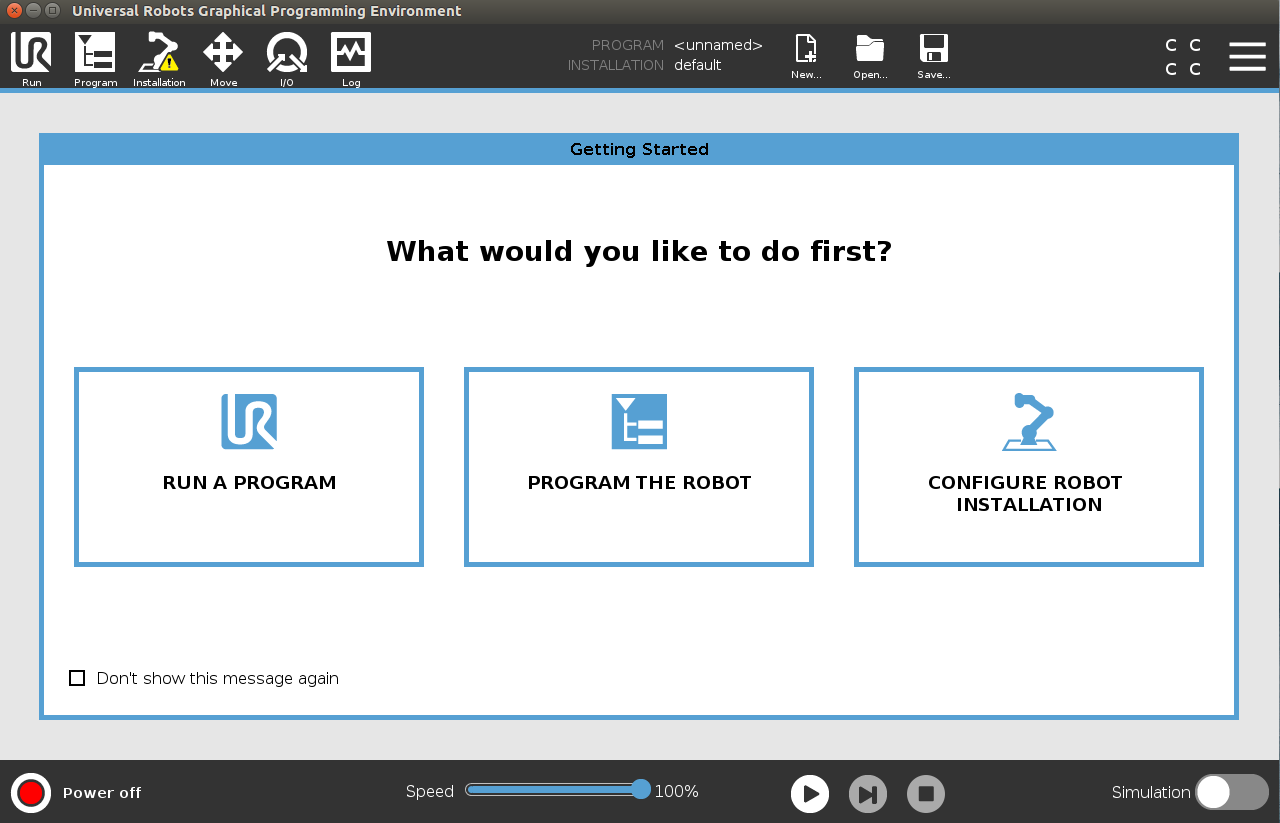 Universal Robots Graphical Programming Environment
PROGRAM <unnamed>
INSTALLATION default
Run Program Installation Move I/O Log
New... Open... Save...
C C
C C
Getting Started
What would you like to do first?
RUN A PROGRAM
PROGRAM THE ROBOT
CONFIGURE ROBOT
INSTALLATION
Don't show this message again
Power off
Speed 100%
Simulation